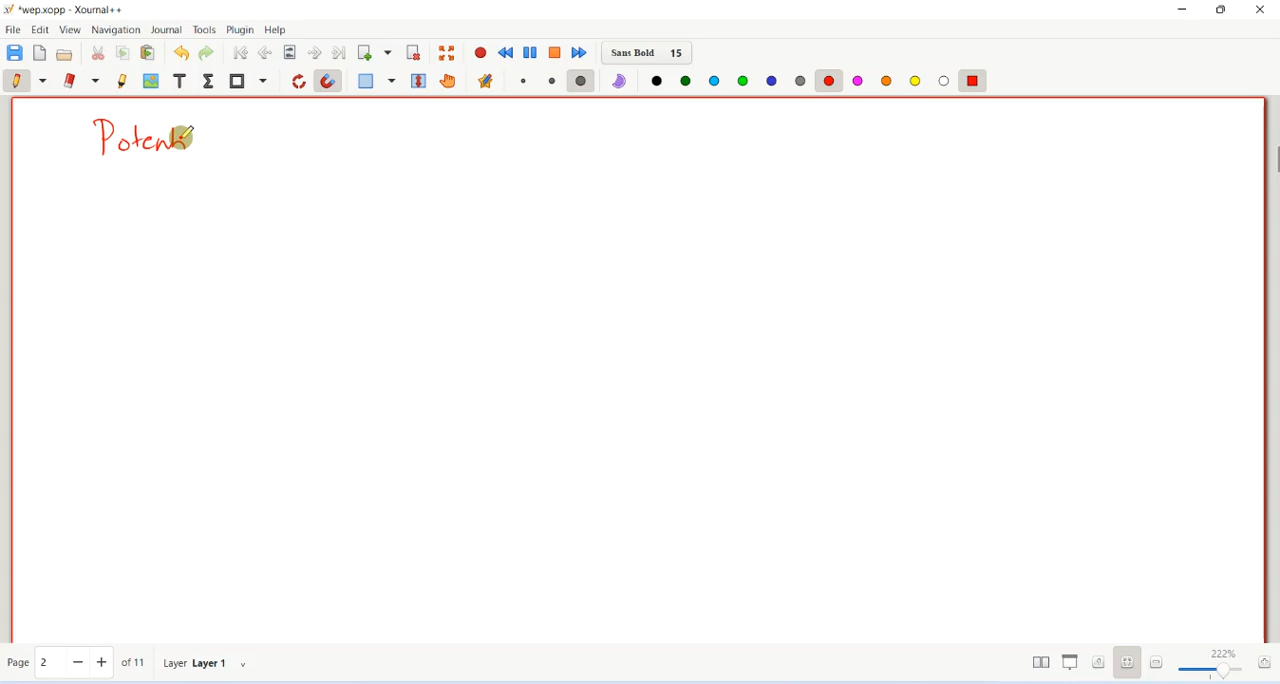 *wep.xopp - Xournal++
File Edit View Navigation Journal Tools Plugin Help
Sans Bold 15
Potenti
Page 2 of 11 Layer Layer 1 222%